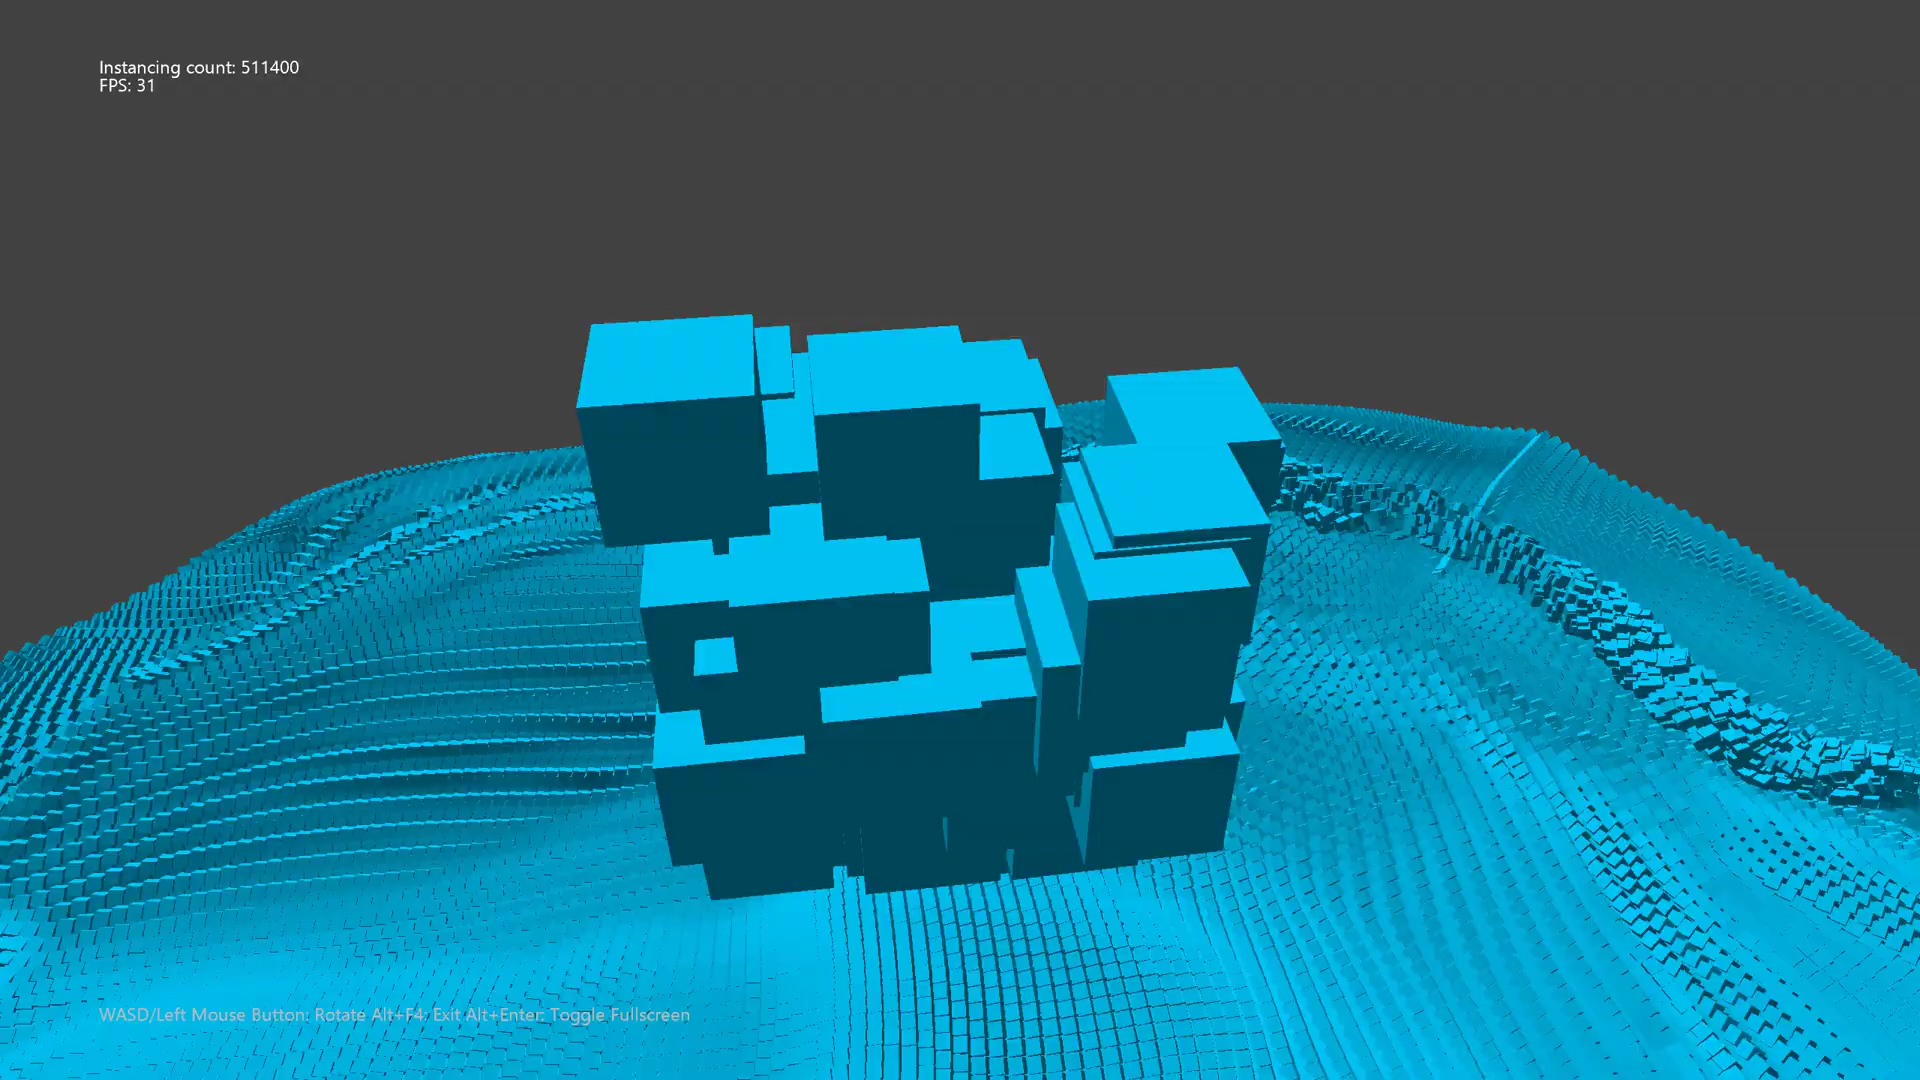 Instancing count: 511400
FPS: 31
WASD/Left Mouse Button: Rotate Alt+F4: Exit Alt+Enter: Toggle Fullscreen